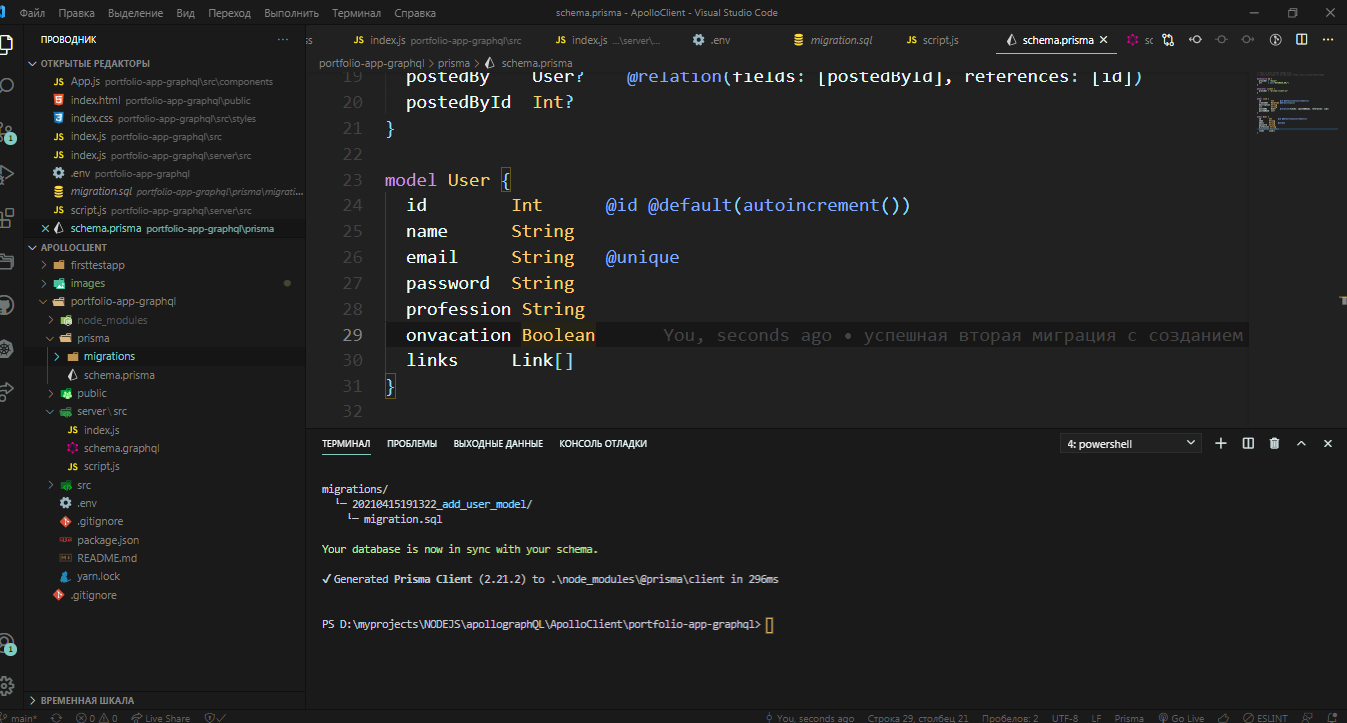 Файл Правка Выделение Вид Переход Выполнить Терминал Справка schema.prisma - ApolloClient - Visual Studio Code
ПРОВОДНИК
ss JS index.js portfolio-app-graphql\src JS index.js ...\server\... .env migration.sql JS script.js schema.prisma sc
portfolio-app-graphql > prisma > schema.prisma
ОТКРЫТЫЕ РЕДАКТОРЫ
JS App.js portfolio-app-graphql\src\components
index.html portfolio-app-graphql\public
index.css portfolio-app-graphql\src\styles
JS index.js portfolio-app-graphql\src
JS index.js portfolio-app-graphql\server\src
.env portfolio-app-graphql
migration.sql portfolio-app-graphql\prisma\migrati...
JS script.js portfolio-app-graphql\server\src
schema.prisma portfolio-app-graphql\prisma
APOLLOCLIENT
firsttestapp
images
portfolio-app-graphql
node_modules
prisma
migrations
schema.prisma
public
server\src
JS index.js
schema.graphql
JS script.js
src
.env
.gitignore
package.json
README.md
yarn.lock
.gitignore
ВРЕМЕННАЯ ШКАЛА
19 postedBy User? @relation(fields: [postedById], references: [id])
20 postedById Int?
21 }
22
23 model User {
24 id Int @id @default(autoincrement())
25 name String
26 email String @unique
27 password String
28 profession String
29 onvacation Boolean You, seconds ago • успешная вторая миграция с созданием
30 links Link[]
31 }
32
ТЕРМИНАЛ ПРОБЛЕМЫ ВЫХОДНЫЕ ДАННЫЕ КОНСОЛЬ ОТЛАДКИ 4: powershell
migrations/
└─ 20210415191322_add_user_model/
└─ migration.sql
Your database is now in sync with your schema.
✔ Generated Prisma Client (2.21.2) to .\node_modules\@prisma\client in 296ms
PS D:\myprojects\NODEJS\apollographQL\ApolloClient\portfolio-app-graphql>
1
1
main* 0 0 Live Share You, seconds ago Строка 29, столбец 21 Пробелов: 2 UTF-8 LF Prisma Go Live ESLINT